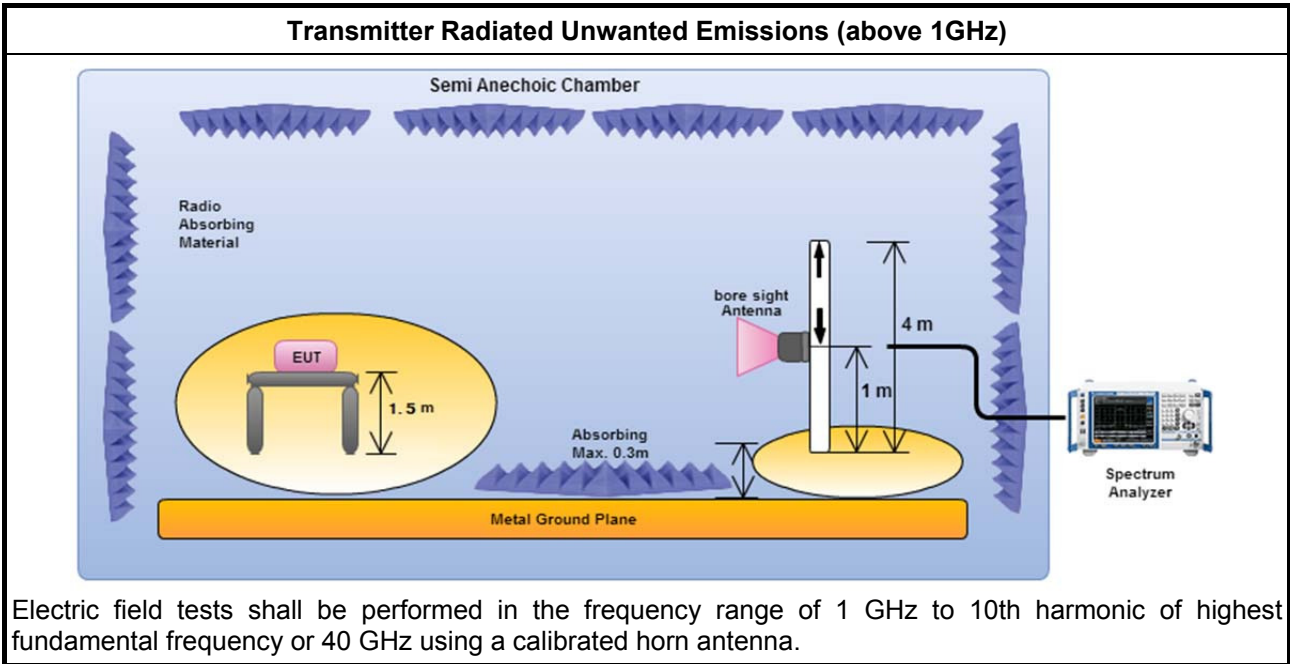 Transmitter Radiated Unwanted Emissions (above 1GHz)
Semi Anechoic Chamber
Radio
Absorbing
Material
bore sight
Antenna
4 m
EUT
1 m
1.5 m
Absorbing
Max. 0.3m
Spectrum
Analyzer
Metal Ground Plane
Electric field tests shall be performed in the frequency range of 1 GHz to 10th harmonic of highest
fundamental frequency or 40 GHz using a calibrated horn antenna.